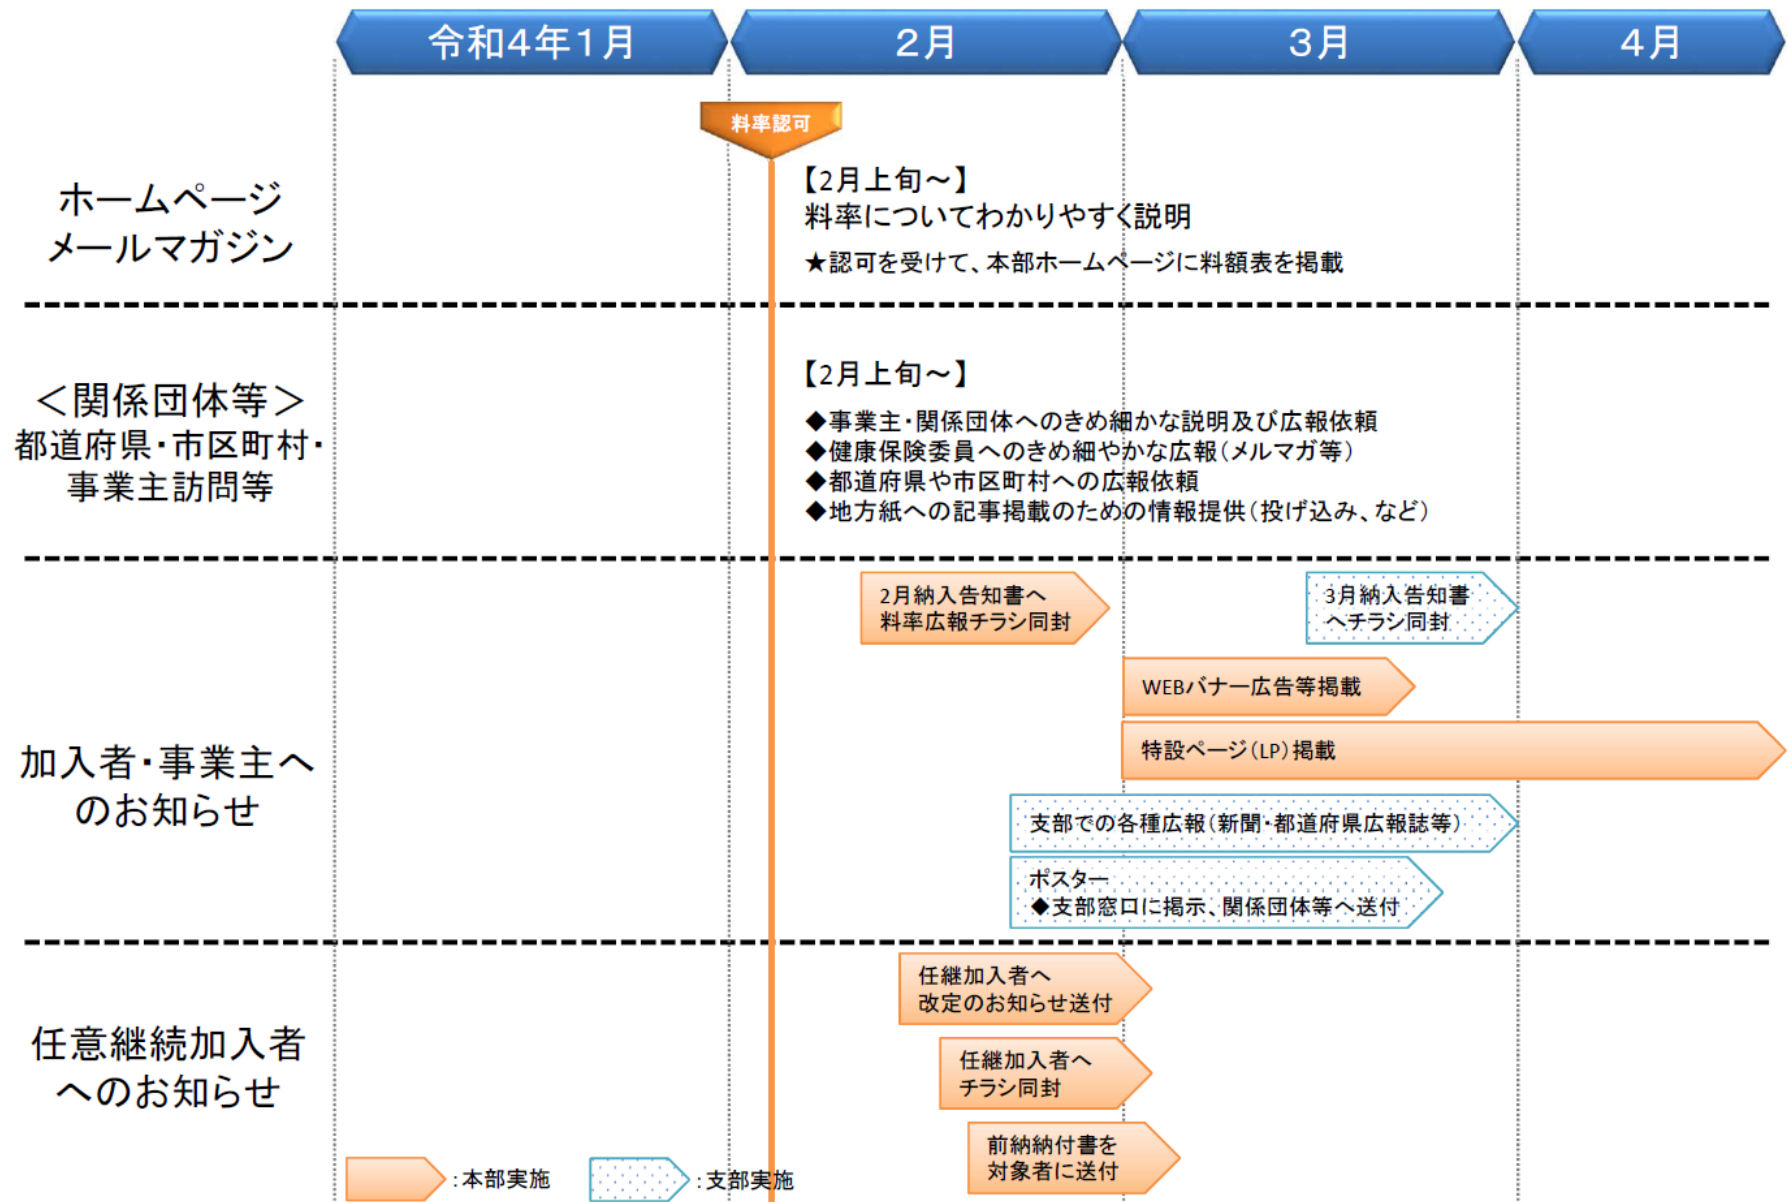 令和4年1月
2月
3月
4月
料率認可
ホームページ
メールマガジン
【2月上旬～】
料率についてわかりやすく説明
★認可を受けて、本部ホームページに料額表を掲載
＜関係団体等＞
都道府県・市区町村・
事業主訪問等
【2月上旬～】
◆事業主・関係団体へのきめ細かな説明及び広報依頼
◆健康保険委員へのきめ細やかな広報（メルマガ等）
◆都道府県や市区町村への広報依頼
◆地方紙への記事掲載のための情報提供（投げ込み、など）
加入者・事業主へ
のお知らせ
2月納入告知書へ
料率広報チラシ同封
3月納入告知書
へチラシ同封
WEBバナー広告等掲載
特設ページ（LP）掲載
支部での各種広報（新聞・都道府県広報誌等）
ポスター
◆支部窓口に掲示、関係団体等へ送付
任意継続加入者
へのお知らせ
任継加入者へ
改定のお知らせ送付
任継加入者へ
チラシ同封
前納納付書を
対象者に送付
：本部実施
：支部実施